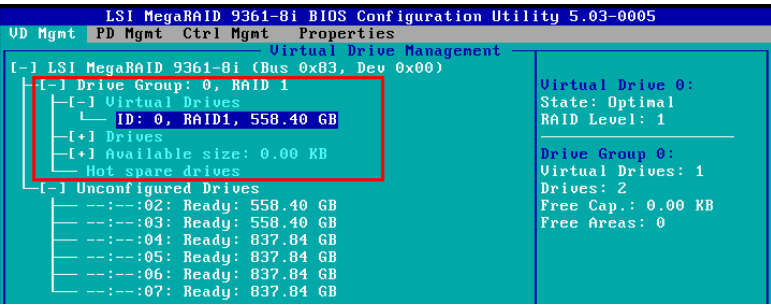 LSI MegaRAID 9361-8i BIOS Configuration Utility 5.03-0005
VD Mgmt PD Mgmt Ctrl Mgmt Properties
Virtual Drive Management
[-] LSI MegaRAID 9361-8i (Bus 0x83, Dev 0x00)
[-] Drive Group: 0, RAID 1
[-] Virtual Drives
ID: 0, RAID1, 558.40 GB
[+] Drives
[+] Available size: 0.00 KB
Hot spare drives
[-] Unconfigured Drives
--:--:02: Ready: 558.40 GB
--:--:03: Ready: 558.40 GB
--:--:04: Ready: 837.84 GB
--:--:05: Ready: 837.84 GB
--:--:06: Ready: 837.84 GB
--:--:07: Ready: 837.84 GB
Virtual Drive 0:
State: Optimal
RAID Level: 1
Drive Group 0:
Virtual Drives: 1
Drives: 2
Free Cap.: 0.00 KB
Free Areas: 0